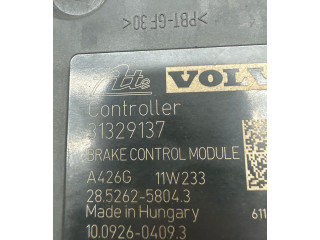 >PBT-GF30<
Ate VOLV
Controller
31329137
BRAKE CONTROL MODULE
A426G 11W233
28.5262-5804.3
Made in Hungary 611
10.0926-0409.3